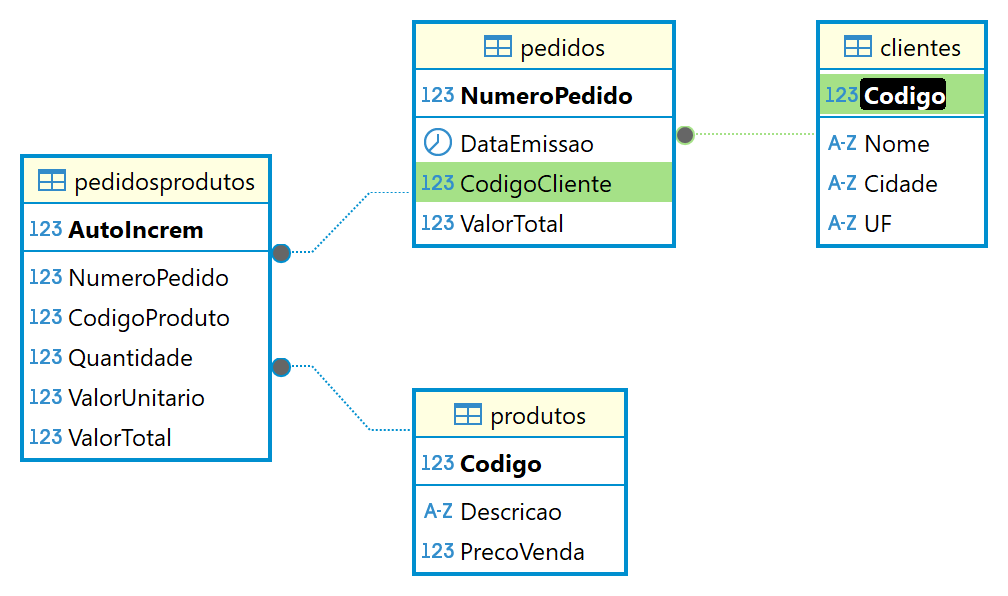 pedidos
123 NumeroPedido
DataEmissao
123 CodigoCliente
123 ValorTotal
clientes
123 Codigo
A-Z Nome
A-Z Cidade
A-Z UF
pedidosprodutos
123 AutoIncrem
123 NumeroPedido
123 CodigoProduto
123 Quantidade
123 ValorUnitario
123 ValorTotal
produtos
123 Codigo
A-Z Descricao
123 PrecoVenda